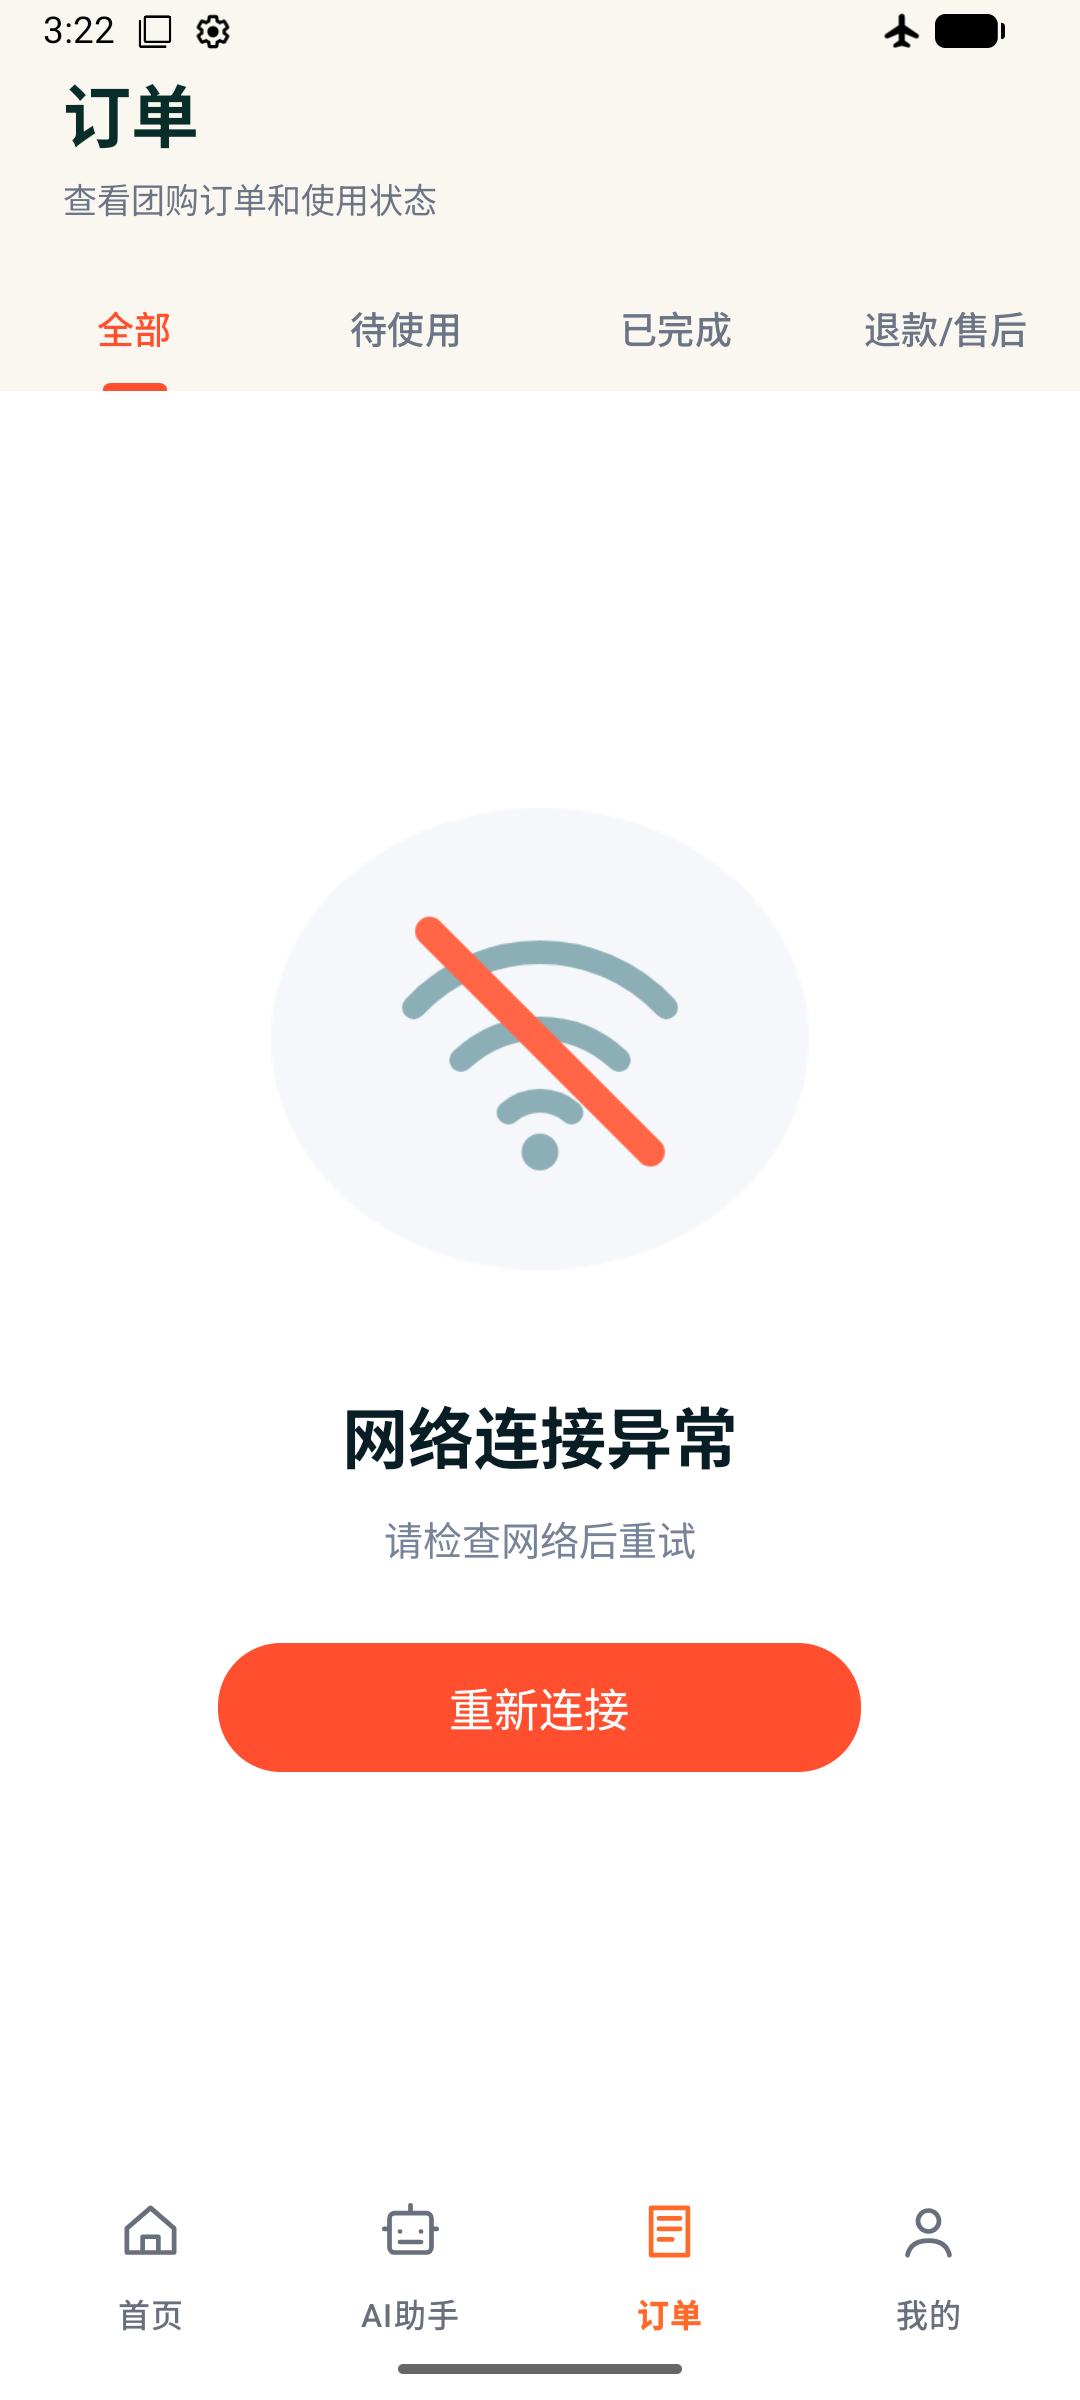 3:22
订单
查看团购订单和使用状态
全部 待使用 已完成 退款/售后
网络连接异常
请检查网络后重试
重新连接
首页 AI助手 订单 我的